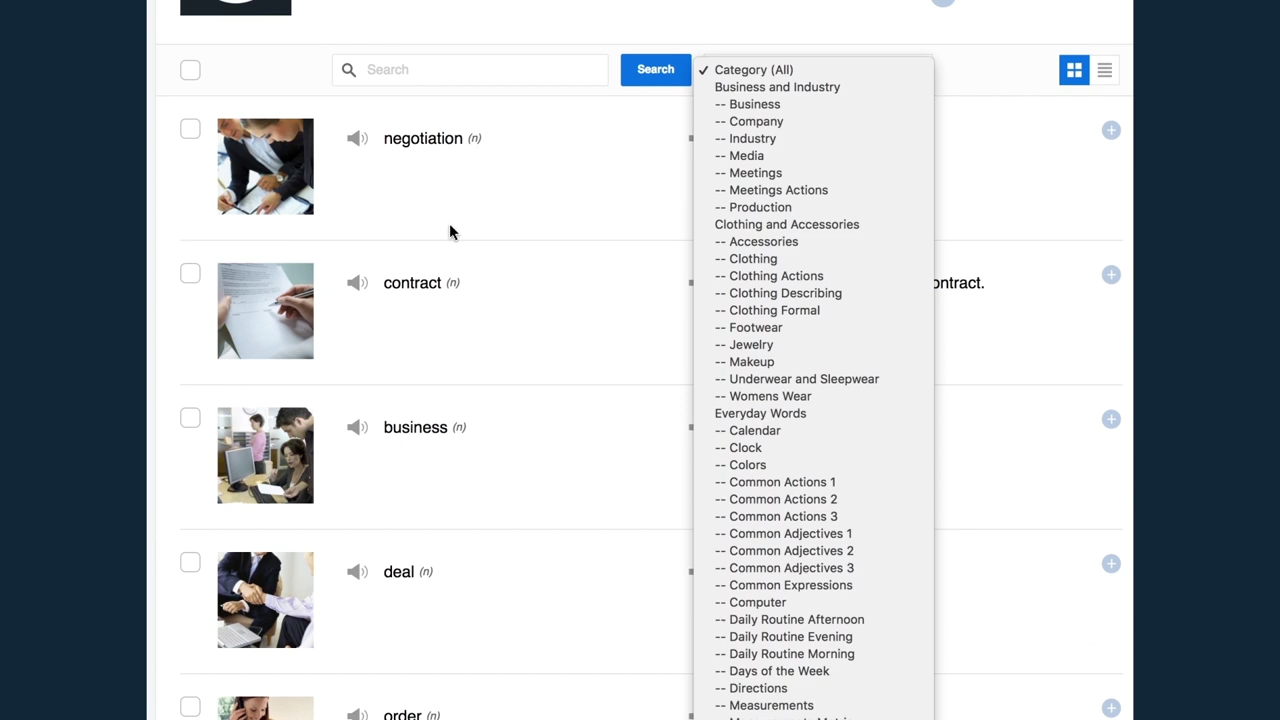 Search
Search
✓ Category (All)
Business and Industry
-- Business
-- Company
-- Industry
-- Media
-- Meetings
-- Meetings Actions
-- Production
Clothing and Accessories
-- Accessories
-- Clothing
-- Clothing Actions
-- Clothing Describing
-- Clothing Formal
-- Footwear
-- Jewelry
-- Makeup
-- Underwear and Sleepwear
-- Womens Wear
Everyday Words
-- Calendar
-- Clock
-- Colors
-- Common Actions 1
-- Common Actions 2
-- Common Actions 3
-- Common Adjectives 1
-- Common Adjectives 2
-- Common Adjectives 3
-- Common Expressions
-- Computer
-- Daily Routine Afternoon
-- Daily Routine Evening
-- Daily Routine Morning
-- Days of the Week
-- Directions
-- Measurements
negotiation (n)
contract (n)
ontract.
business (n)
deal (n)
order (n)